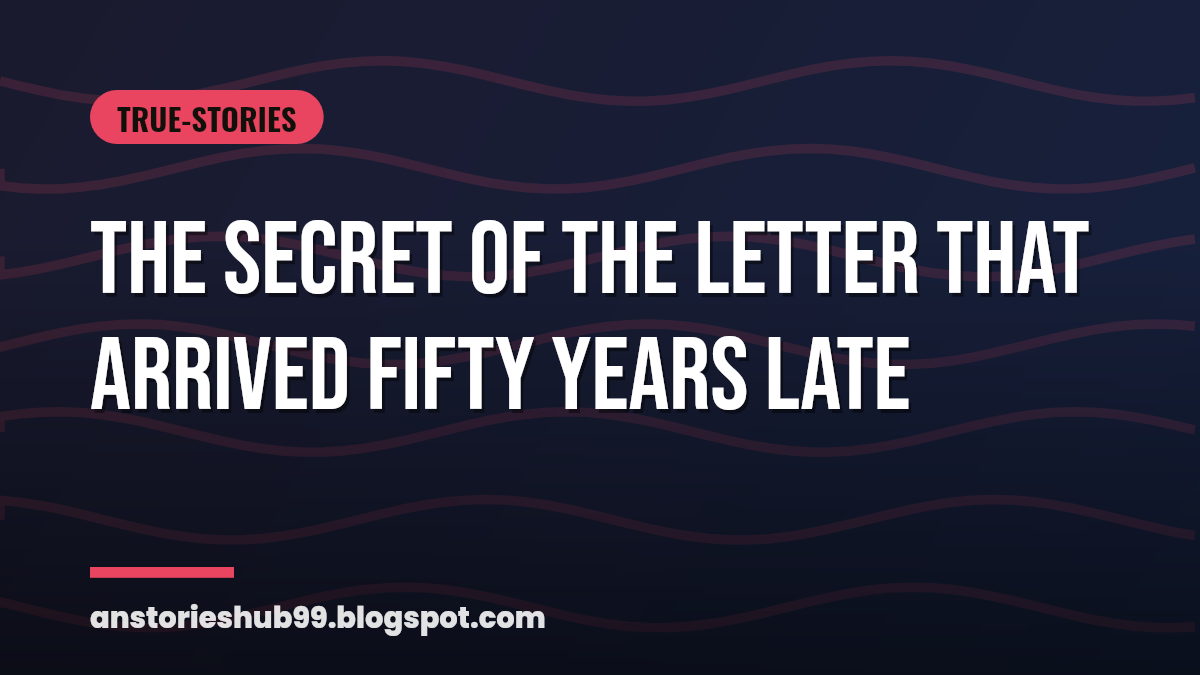 TRUE-STORIES
THE SECRET OF THE LETTER THAT
ARRIVED FIFTY YEARS LATE
anstorieshub99.blogspot.com